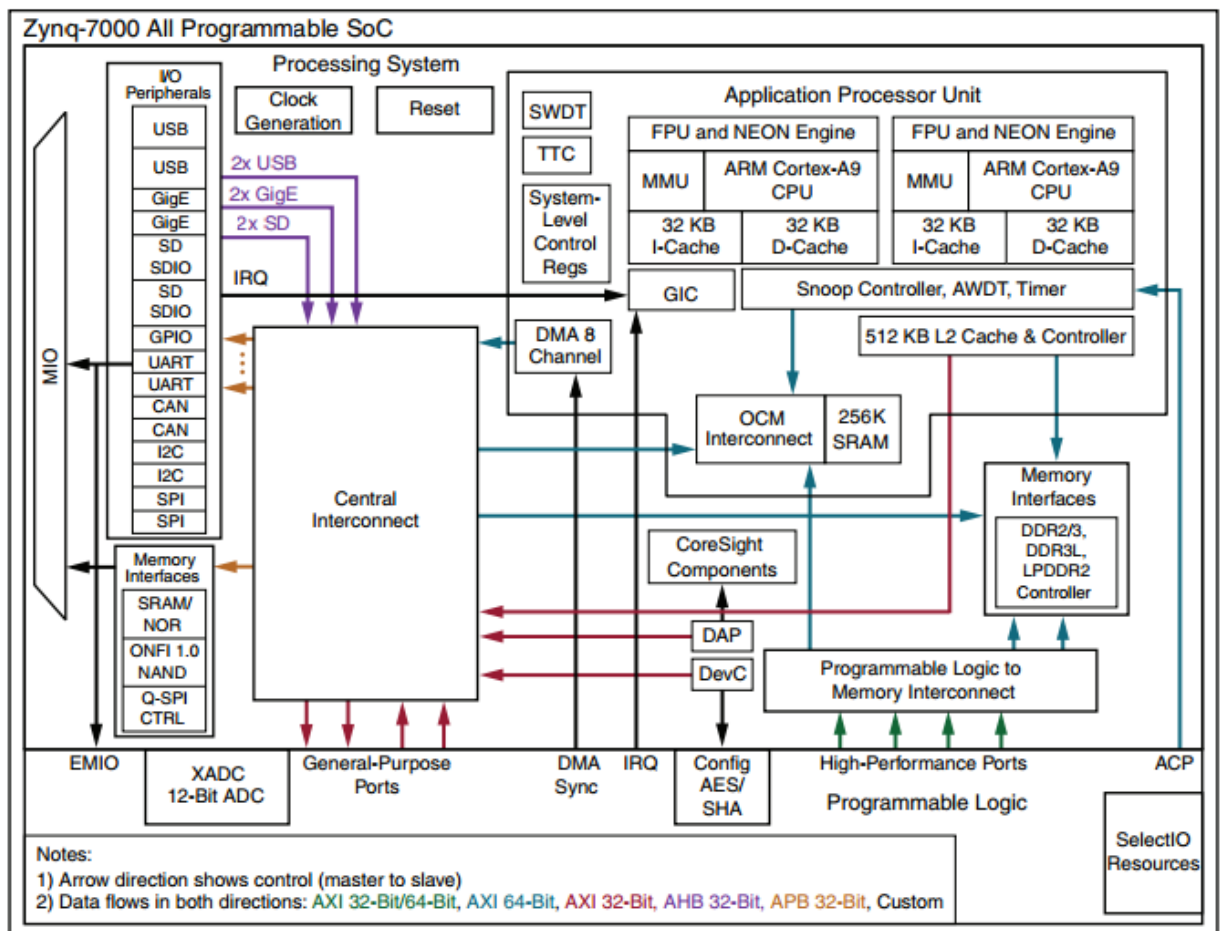 Zynq-7000 All Programmable SoC
I/O
Peripherals
USB
USB
GigE
GigE
SD
SDIO
SD
SDIO
GPIO
UART
UART
CAN
CAN
I2C
I2C
SPI
SPI
MIO
Processing System
Clock
Generation
Reset
2x USB
2x GigE
2x SD
IRQ
Application Processor Unit
SWDT
TTC
System-
Level
Control
Regs
FPU and NEON Engine
MMU
ARM Cortex-A9
CPU
32 KB
I-Cache
32 KB
D-Cache
FPU and NEON Engine
MMU
ARM Cortex-A9
CPU
32 KB
I-Cache
32 KB
D-Cache
GIC
Snoop Controller, AWDT, Timer
DMA 8
Channel
512 KB L2 Cache & Controller
OCM
Interconnect
256K
SRAM
Central
Interconnect
Memory
Interfaces
DDR2/3,
DDR3L,
LPDDR2
Controller
CoreSight
Components
DAP
DevC
Programmable Logic to
Memory Interconnect
Memory
Interfaces
SRAM/
NOR
ONFI 1.0
NAND
Q-SPI
CTRL
EMIO
XADC
12-Bit ADC
General-Purpose
Ports
DMA
Sync
IRQ
Config
AES/
SHA
High-Performance Ports
ACP
Programmable Logic
SelectIO
Resources
Notes:
1) Arrow direction shows control (master to slave)
2) Data flows in both directions: AXI 32-Bit/64-Bit, AXI 64-Bit, AXI 32-Bit, AHB 32-Bit, APB 32-Bit, Custom